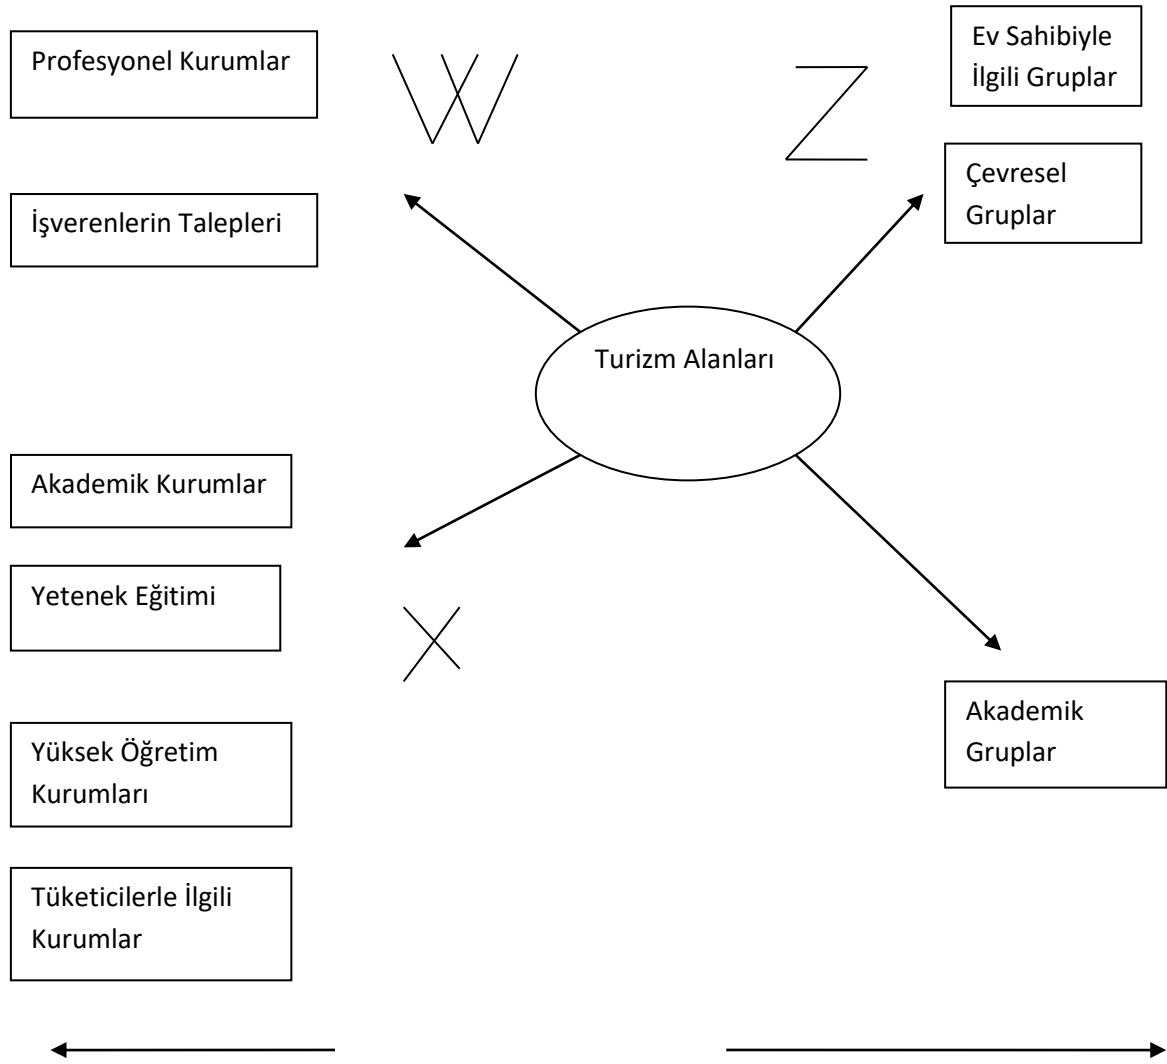 Profesyonel Kurumlar
W
Z
Ev Sahibiyle
İlgili Gruplar
Çevresel
Gruplar
İşverenlerin Talepleri
Turizm Alanları
Akademik Kurumlar
Yetenek Eğitimi
X
Akademik
Gruplar
Yüksek Öğretim
Kurumları
Tüketicilerle İlgili
Kurumlar